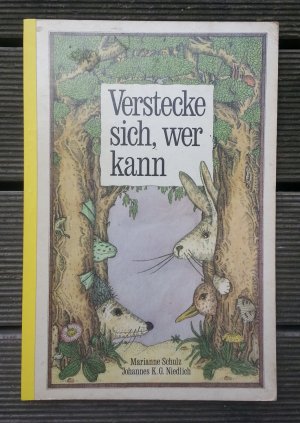 Verstecke
sich, wer
kann
Marianne Schulz
Johannes K. G. Niedlich